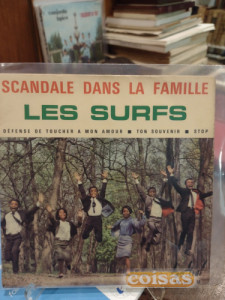 SCANDALE DANS LA FAMILLE
LES SURFS
DÉFENSE DE TOUCHER A MON AMOUR ■ TON SOUVENIR ■ STOP
coisas